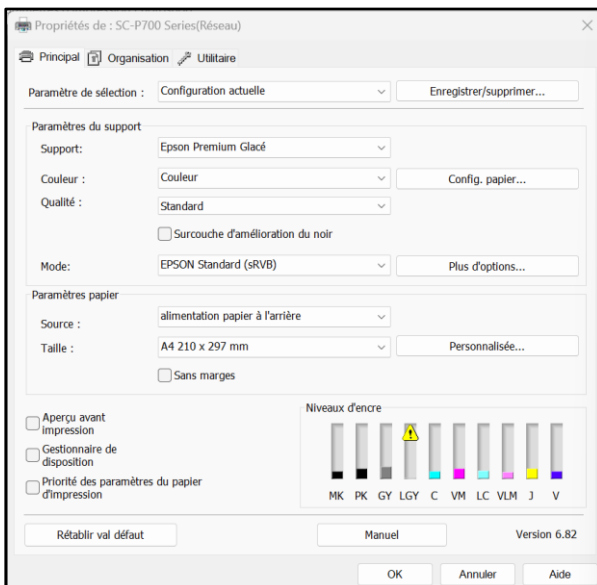 Propriétés de : SC-P700 Series(Réseau)
Principal Organisation Utilitaire
Paramètre de sélection : Configuration actuelle Enregistrer/supprimer...
Paramètres du support
Support: Epson Premium Glacé
Couleur : Couleur Config. papier...
Qualité : Standard
Surcouche d'amélioration du noir
Mode: EPSON Standard (sRVB) Plus d'options...
Paramètres papier
Source : alimentation papier à l'arrière
Taille : A4 210 x 297 mm Personnalisée...
Sans marges
Aperçu avant
impression
Gestionnaire de
disposition
Priorité des paramètres du papier
d'impression
Niveaux d'encre
MK PK GY LGY C VM LC VLM J V
Rétablir val défaut Manuel Version 6.82
OK Annuler Aide